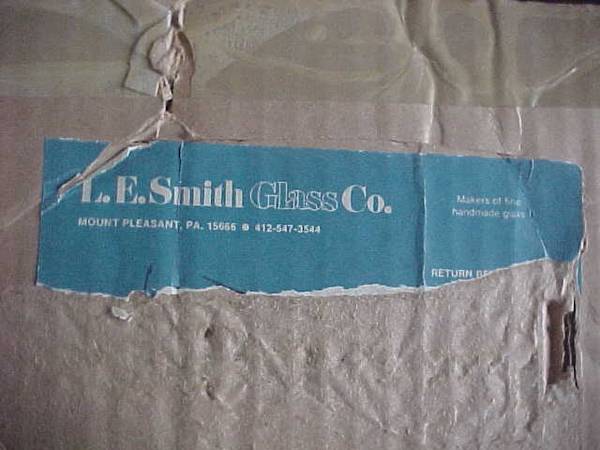 L. E. Smith Glass Co.
MOUNT PLEASANT, PA. 15666 ● 412-547-3544
Makers of fine
handmade glass
RETURN